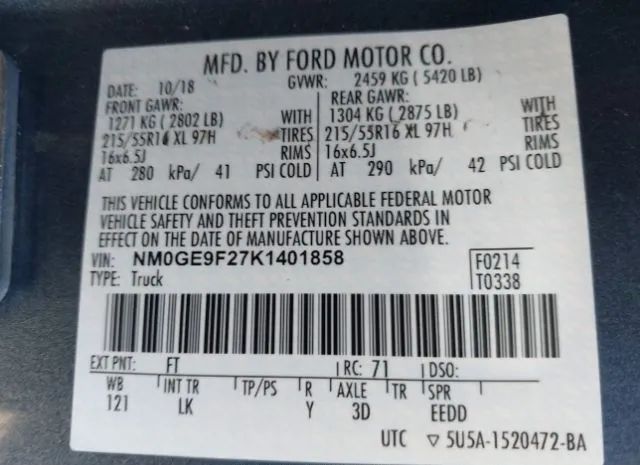 MFD. BY FORD MOTOR CO.
DATE: 10/18 GVWR: 2459 KG ( 5420 LB)
FRONT GAWR: REAR GAWR:
1271 KG ( 2802 LB) WITH 1304 KG ( 2875 LB) WITH
215/55R16 XL 97H TIRES 215/55R16 XL 97H TIRES
16x6.5J RIMS 16x6.5J RIMS
AT 280 kPa/ 41 PSI COLD AT 290 kPa/ 42 PSI COLD
THIS VEHICLE CONFORMS TO ALL APPLICABLE FEDERAL MOTOR
VEHICLE SAFETY AND THEFT PREVENTION STANDARDS IN
EFFECT ON THE DATE OF MANUFACTURE SHOWN ABOVE.
VIN: NM0GE9F27K1401858 F0214
TYPE: Truck T0338
EXT PNT: FT RC: 71 DSO:
WB INT TR TP/PS R AXLE TR SPR
121 LK Y 3D EEDD
UTC ▽ 5U5A-1520472-BA